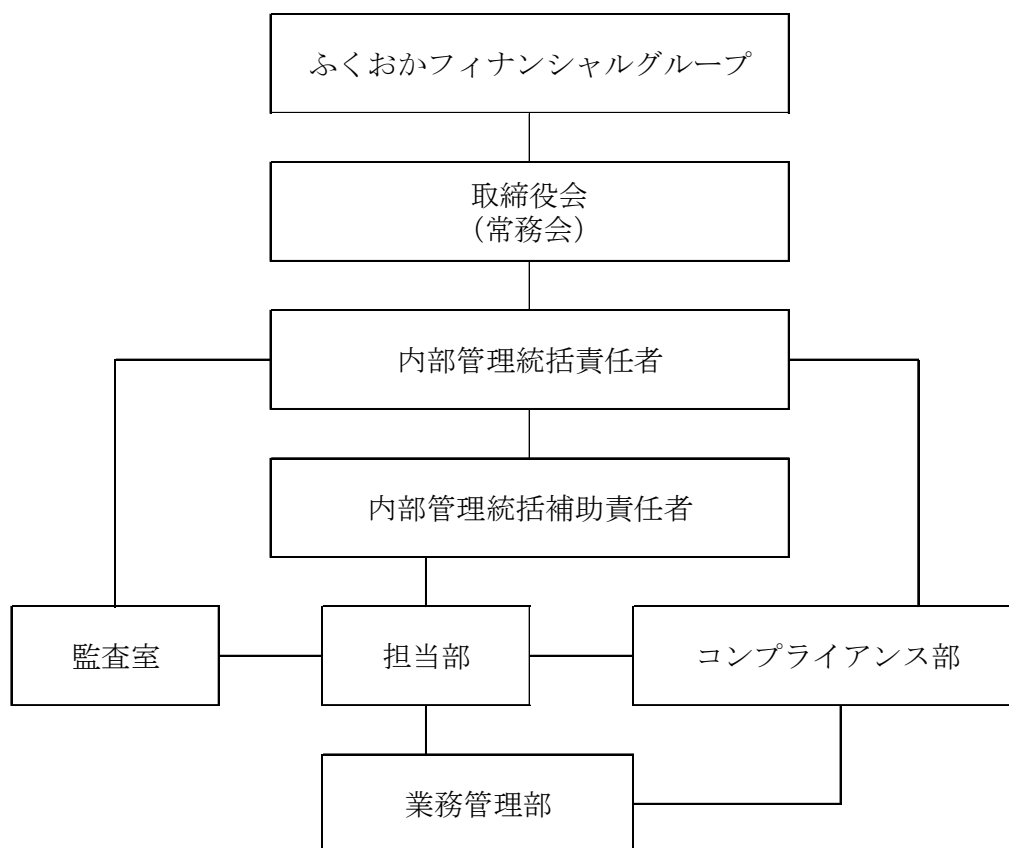 ふくおかフィナンシャルグループ
取締役会
（常務会）
内部管理統括責任者
内部管理統括補助責任者
監査室
担当部
コンプライアンス部
業務管理部